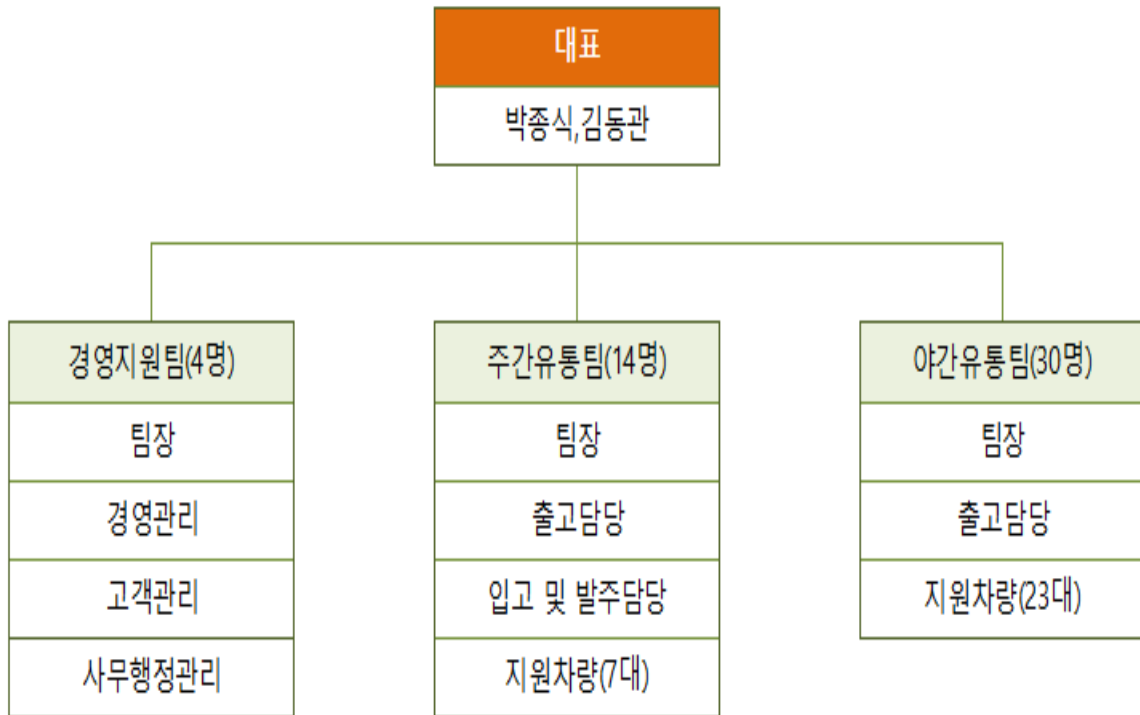 대표
박종식,김동관
경영지원팀(4명)
팀장
경영관리
고객관리
사무행정관리
주간유통팀(14명)
팀장
출고담당
입고 및 발주담당
지원차량(7대)
야간유통팀(30명)
팀장
출고담당
지원차량(23대)